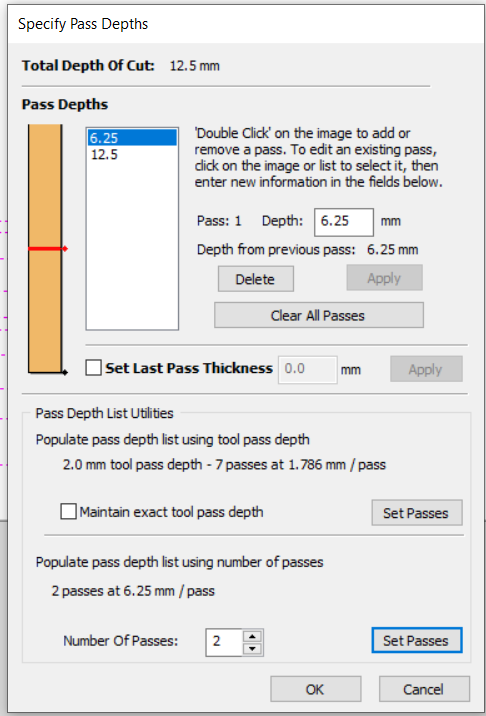 Specify Pass Depths
Total Depth Of Cut: 12.5 mm
Pass Depths
6.25
12.5
'Double Click' on the image to add or
remove a pass. To edit an existing pass,
click on the image or list to select it, then
enter new information in the fields below.
Pass: 1 Depth: 6.25 mm
Depth from previous pass: 6.25 mm
Delete Apply
Clear All Passes
Set Last Pass Thickness 0.0 mm Apply
Pass Depth List Utilities
Populate pass depth list using tool pass depth
2.0 mm tool pass depth - 7 passes at 1.786 mm / pass
Maintain exact tool pass depth Set Passes
Populate pass depth list using number of passes
2 passes at 6.25 mm / pass
Number Of Passes: 2 Set Passes
OK Cancel